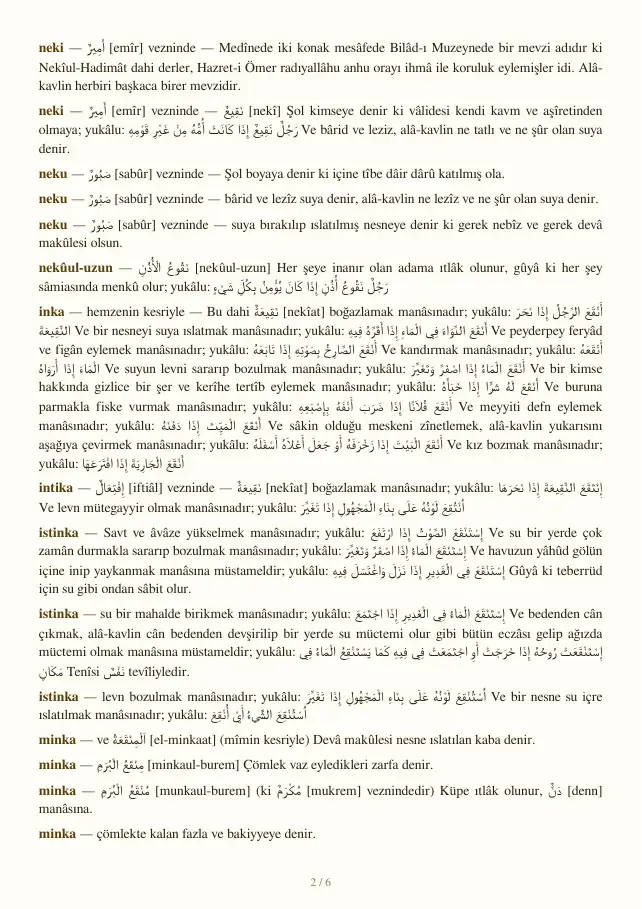 neki — أَمِيرٌ [emîr] vezninde — Medînede iki konak mesâfede Bilâd-ı Muzeynede bir mevzi adıdır ki
Nekîul-Hadimât dahi derler, Hazret-i Ömer radıyallâhu anhu orayı ihmâ ile koruluk eylemişler idi. Alâ-
kavlin herbiri başkaca birer mevzidir.
neki — أَمِيرٌ [emîr] vezninde — نَقِيعٌ [nekî] Şol kimseye denir ki vâlidesi kendi kavm ve aşîretinden
olmaya; yukâlu: رَجُلٌ نَقِيعٌ إِذَا كَانَتْ أُمُّهُ مِنْ غَيْرِ قَوْمِهِ Ve bârid ve leziz, alâ-kavlin ne tatlı ve ne şûr olan suya
denir.
neku — صَبُورٌ [sabûr] vezninde — Şol boyaya denir ki içine tîbe dâir dârû katılmış ola.
neku — صَبُورٌ [sabûr] vezninde — bârid ve lezîz suya denir, alâ-kavlin ne lezîz ve ne şûr olan suya denir.
neku — صَبُورٌ [sabûr] vezninde — suya bırakılıp ıslatılmış nesneye denir ki gerek nebîz ve gerek devâ
makûlesi olsun.
nekûul-uzun — نَقُوعُ الْأُذُنِ [nekûul-uzun] Her şeye inanır olan adama ıtlâk olunur, gûyâ ki her şey
sâmiasında menkû olur; yukâlu: رَجُلٌ نَقُوعُ أُذُنٍ إِذَا كَانَ يُؤْمِنُ بِكُلِّ شَيْءٍ
inka — hemzenin kesriyle — Bu dahi نَقِيعَةٌ [nekîat] boğazlamak manâsınadır; yukâlu: أَنْقَعَ الرَّجُلُ إِذَا نَحَرَ
النَّقِيعَةَ Ve bir nesneyi suya ıslatmak manâsınadır; yukâlu: أَنْقَعَ الدَّوَاءَ فِي الْمَاءِ إِذَا أَقَرَّهُ فِيهِ Ve peyderpey feryâd
ve figân eylemek manâsınadır; yukâlu: أَنْقَعَ الصَّارِخُ بِصَوْتِهِ إِذَا تَابَعَهُ Ve kandırmak manâsınadır; yukâlu: أَنْقَعَهُ
الْمَاءَ إِذَا أَرْوَاهُ Ve suyun levni sararıp bozulmak manâsınadır; yukâlu: أَنْقَعَ الْمَاءُ إِذَا اصْفَرَّ وَتَغَيَّرَ Ve bir kimse
hakkında gizlice bir şer ve kerîhe tertîb eylemek manâsınadır; yukâlu: أَنْقَعَ لَهُ شَرًّا إِذَا خَبَأَهُ Ve buruna
parmakla fiske vurmak manâsınadır; yukâlu: أَنْقَعَ فُلَانًا إِذَا ضَرَبَ أَنْفَهُ بِإِصْبَعِهِ Ve meyyiti defn eylemek
manâsınadır; yukâlu: أَنْقَعَ الْمَيِّتَ إِذَا دَفَنَهُ Ve sâkin olduğu meskeni zînetlemek, alâ-kavlin yukarısını
aşağıya çevirmek manâsınadır; yukâlu: أَنْقَعَ الْبَيْتَ إِذَا زَخْرَفَهُ أَوْ جَعَلَ أَعْلَاهُ أَسْفَلَهُ Ve kız bozmak manâsınadır;
yukâlu: أَنْقَعَ الْجَارِيَةَ إِذَا افْتَرَعَهَا
intika — إِفْتِعَالٌ [iftiâl] vezninde — نَقِيعَةٌ [nekîat] boğazlamak manâsınadır; yukâlu: إِنْتَقَعَ النَّقِيعَةَ إِذَا نَحَرَهَا
Ve levn mütegayyir olmak manâsınadır; yukâlu: أُنْتُقِعَ لَوْنُهُ عَلَى بِنَاءِ الْمَجْهُولِ إِذَا تَغَيَّرَ
istinka — Savt ve âvâze yükselmek manâsınadır; yukâlu: إِسْتَنْقَعَ الصَّوْتُ إِذَا ارْتَفَعَ Ve su bir yerde çok
zamân durmakla sararıp bozulmak manâsınadır; yukâlu: إِسْتَنْقَعَ الْمَاءُ إِذَا اصْفَرَّ وَتَغَيَّرَ Ve havuzun yâhûd gölün
içine inip yaykanmak manâsına müstameldir; yukâlu: إِسْتَنْقَعَ فِي الْغَدِيرِ إِذَا نَزَلَ وَاغْتَسَلَ فِيهِ Gûyâ ki teberrüd
için su gibi ondan sâbit olur.
istinka — su bir mahalde birikmek manâsınadır; yukâlu: إِسْتَنْقَعَ الْمَاءُ فِي الْغَدِيرِ إِذَا اجْتَمَعَ Ve bedenden cân
çıkmak, alâ-kavlin cân bedenden devşirilip bir yerde su müctemi olur gibi bütün eczâsı gelip ağızda
müctemi olmak manâsına müstameldir; yukâlu: إِسْتَنْقَعَتْ رُوحُهُ إِذَا خَرَجَتْ أَوِ اجْتَمَعَتْ فِي فِيهِ كَمَا يَسْتَنْقِعُ الْمَاءُ فِي
مَكَانٍ Tenîsi نَفْسٌ tevîliyledir.
istinka — levn bozulmak manâsınadır; yukâlu: أُسْتُنْقِعَ لَوْنُهُ عَلَى بِنَاءِ الْمَجْهُولِ إِذَا تَغَيَّرَ Ve bir nesne su içre
ıslatılmak manâsınadır; yukâlu: أُسْتُنْقِعَ الشَّيْءُ أَيْ أُنْقِعَ
minka — ve اَلْمِنْقَعَةُ [el-minkaat] (mîmin kesriyle) Devâ makûlesi nesne ıslatılan kaba denir.
minka — مِنْقَعُ الْبُرَمِ [minkaul-burem] Çömlek vaz eyledikleri zarfa denir.
minka — مُنْقَعُ الْبُرَمِ [munkaul-burem] (ki مُكْرَمٌ [mukrem] veznindedir) Küpe ıtlâk olunur, دَنٌّ [denn]
manâsına.
minka — çömlekte kalan fazla ve bakiyyeye denir.
2 / 6